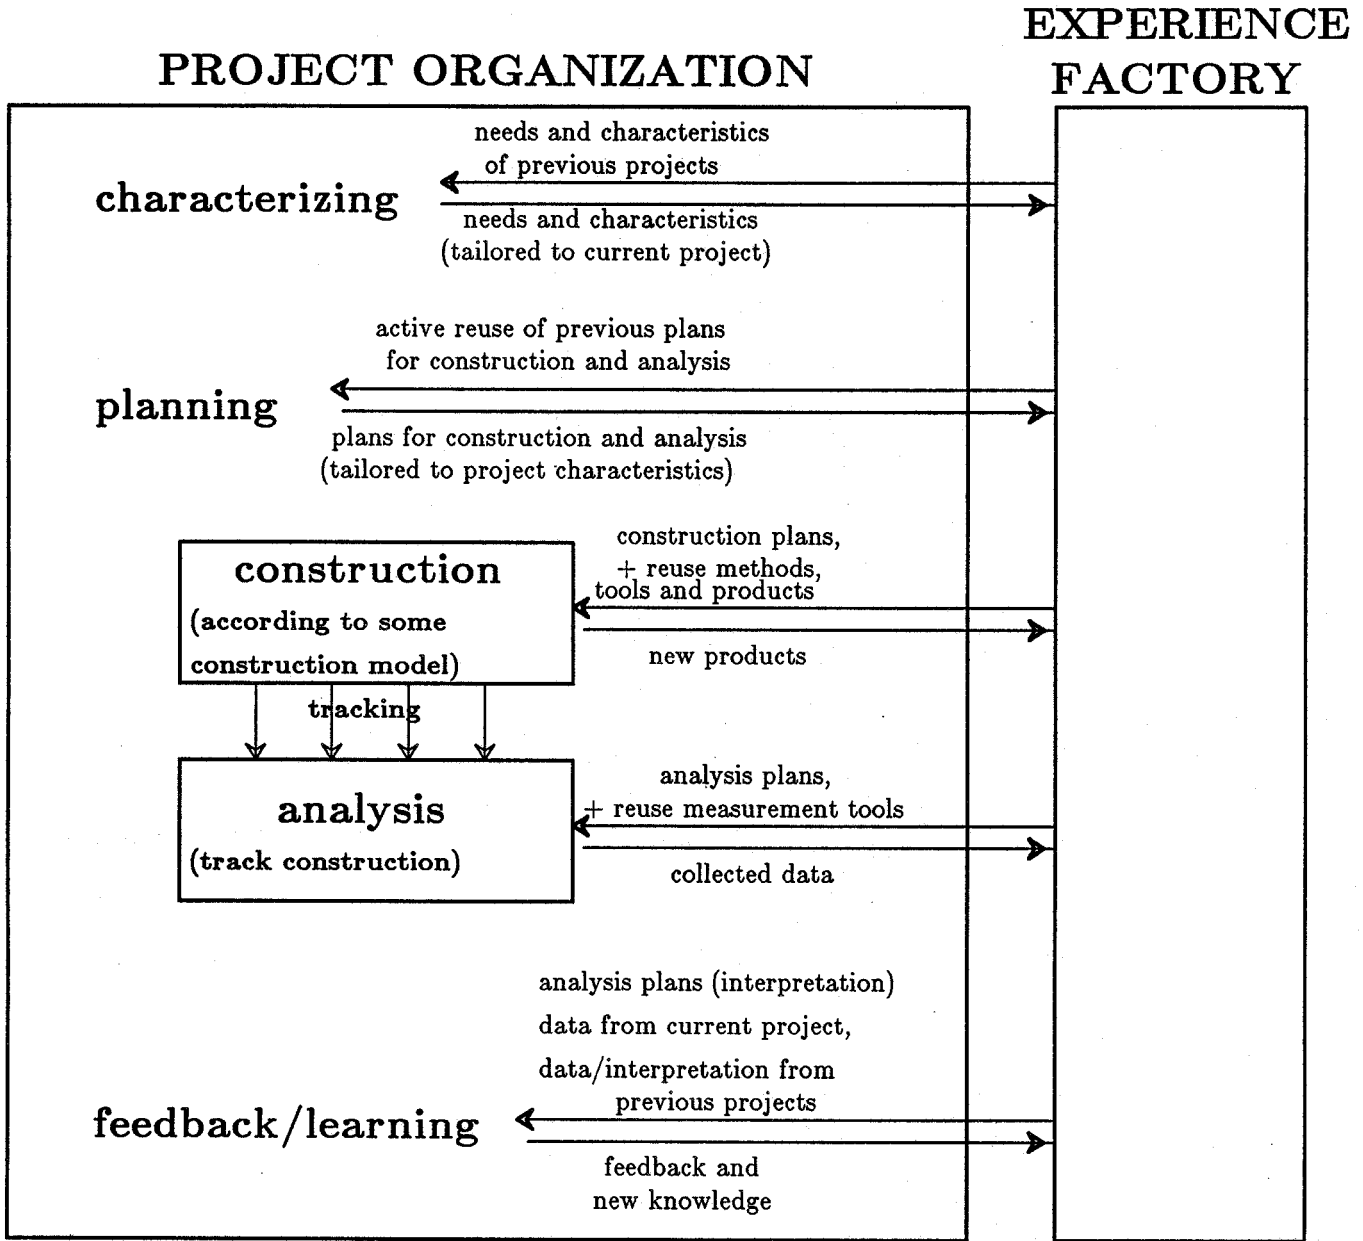 EXPERIENCE
FACTORY
PROJECT ORGANIZATION
needs and characteristics
of previous projects
characterizing
needs and characteristics
(tailored to current project)
active reuse of previous plans
for construction and analysis
planning
plans for construction and analysis
(tailored to project characteristics)
construction plans,
+ reuse methods,
tools and products
construction
(according to some
construction model)
new products
tracking
analysis plans,
+ reuse measurement tools
analysis
(track construction)
collected data
analysis plans (interpretation)
data from current project,
data/interpretation from
previous projects
feedback/learning
feedback and
new knowledge